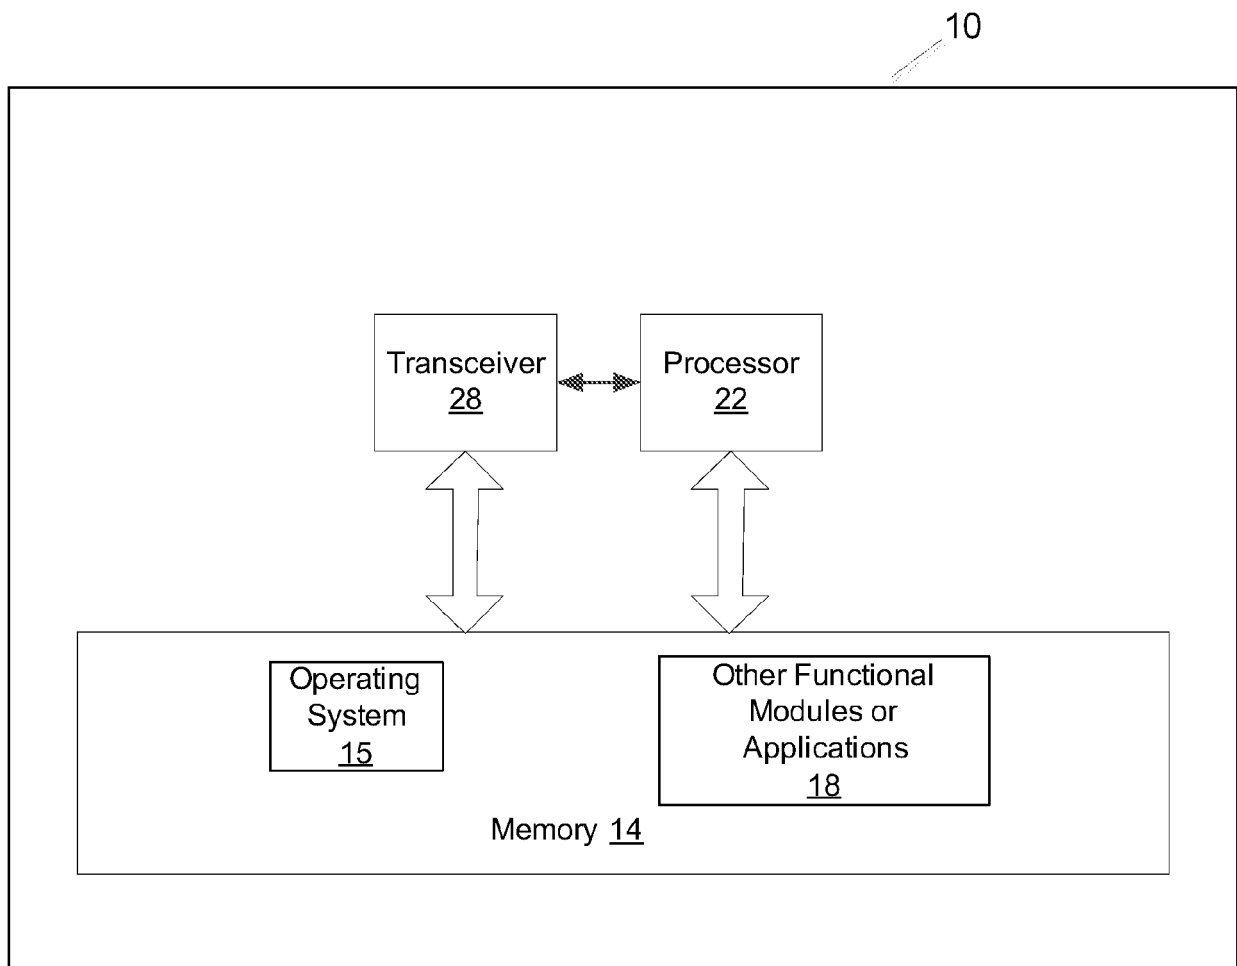 10
Transceiver
28
Processor
22
Operating
System
15
Other Functional
Modules or
Applications
18
Memory 14